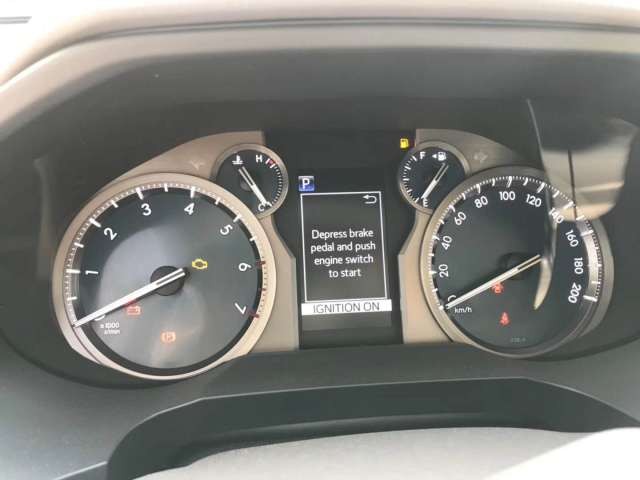 P
Depress brake
pedal and push
engine switch
to start
IGNITION ON
H
C
F
E
1
2
3
4
5
6
7
x1000
r/min
20
40
60
80
100
120
140
160
180
200
km/h